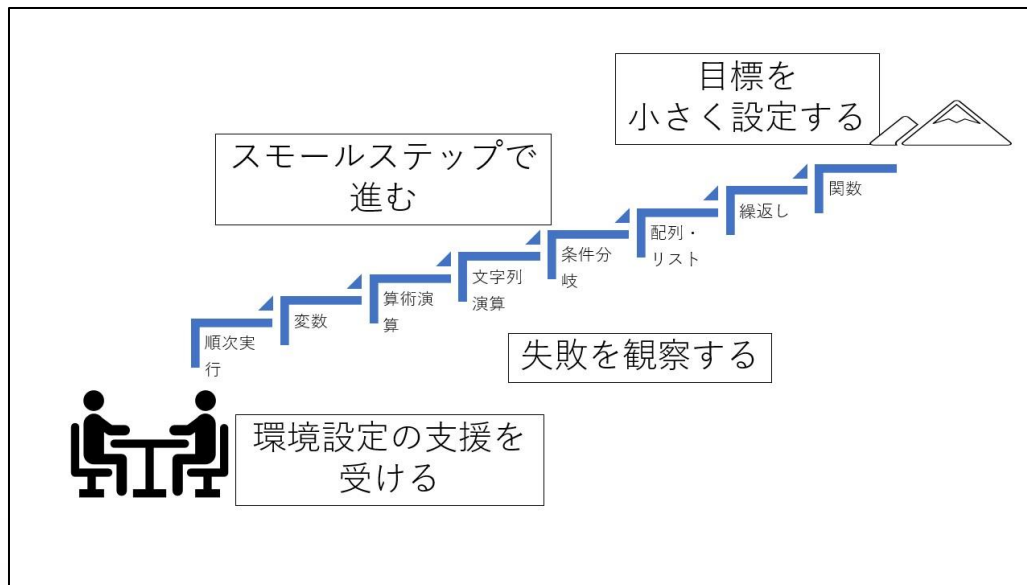 目標を
小さく設定する
スモールステップで
進む
順次実
行
変数
算術演
算
文字列
演算
条件分
岐
配列・
リスト
繰返し
関数
失敗を観察する
環境設定の支援を
受ける